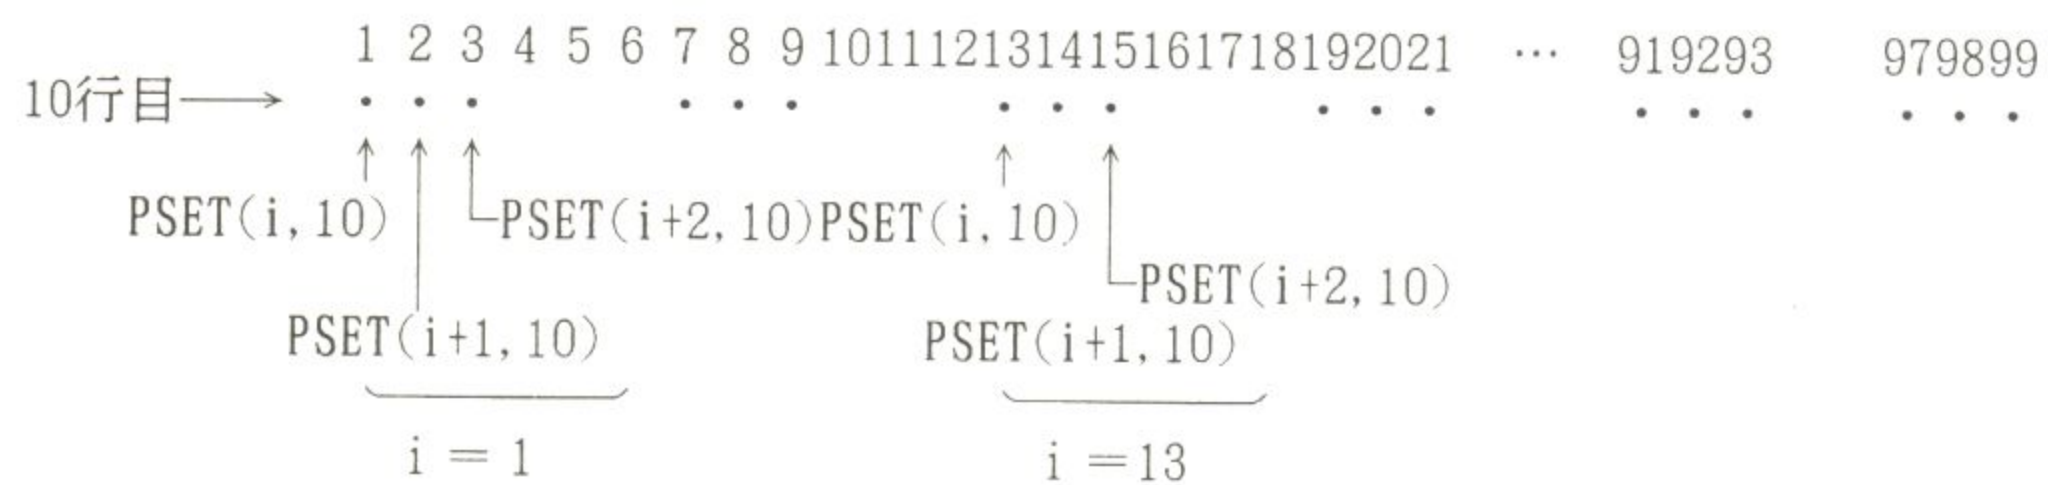 1 2 3 4 5 6 7 8 9 101112131415161718192021 … 919293 979899
10行目
PSET(i, 10) PSET(i+2, 10) PSET(i, 10)
PSET(i+2, 10)
PSET(i+1, 10) PSET(i+1, 10)
i = 1 i =13